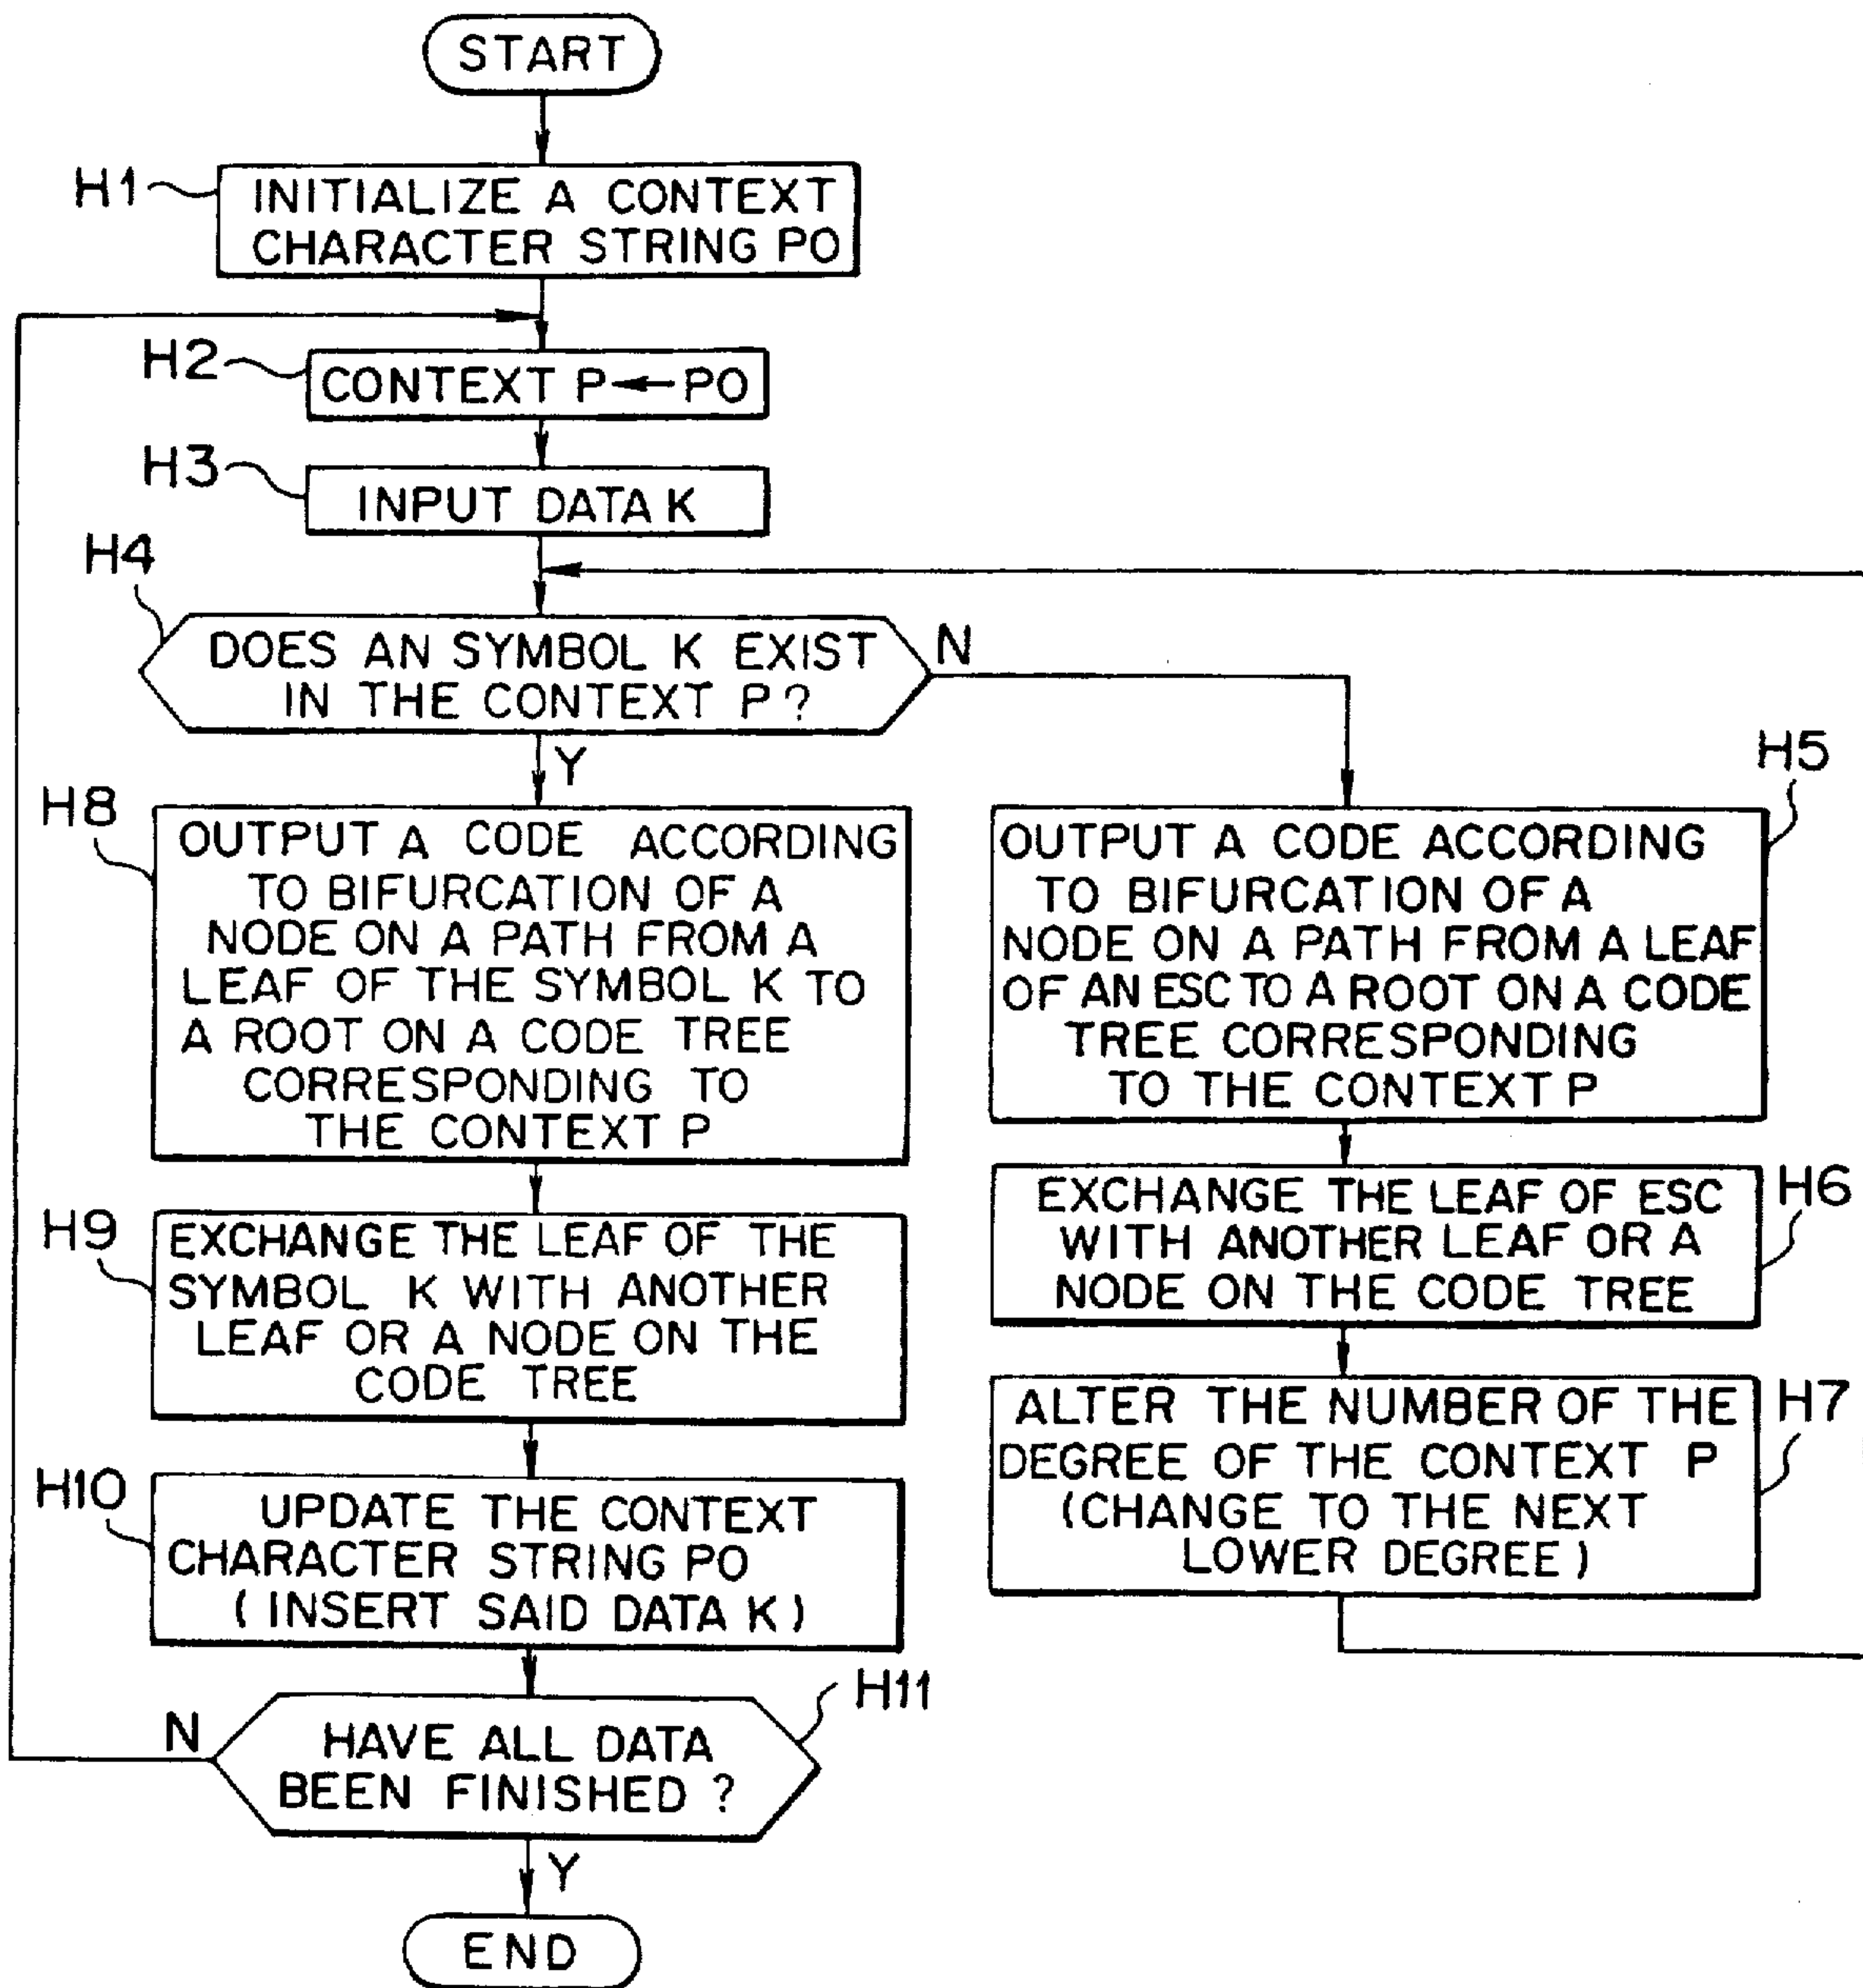 START
H1
INITIALIZE A CONTEXT
CHARACTER STRING PO
H2
CONTEXT P ← PO
H3
INPUT DATA K
H4
DOES AN SYMBOL K EXIST
IN THE CONTEXT P?
N
Y
H8
OUTPUT A CODE ACCORDING
TO BIFURCATION OF A
NODE ON A PATH FROM A
LEAF OF THE SYMBOL K TO
A ROOT ON A CODE TREE
CORRESPONDING TO
THE CONTEXT P
H5
OUTPUT A CODE ACCORDING
TO BIFURCATION OF A
NODE ON A PATH FROM A LEAF
OF AN ESC TO A ROOT ON A CODE
TREE CORRESPONDING
TO THE CONTEXT P
H9
EXCHANGE THE LEAF OF THE
SYMBOL K WITH ANOTHER
LEAF OR A NODE ON THE
CODE TREE
H6
EXCHANGE THE LEAF OF ESC
WITH ANOTHER LEAF OR A
NODE ON THE CODE TREE
H7
ALTER THE NUMBER OF THE
DEGREE OF THE CONTEXT P
(CHANGE TO THE NEXT
LOWER DEGREE)
H10
UPDATE THE CONTEXT
CHARACTER STRING PO
(INSERT SAID DATA K)
H11
HAVE ALL DATA
BEEN FINISHED ?
N
Y
END